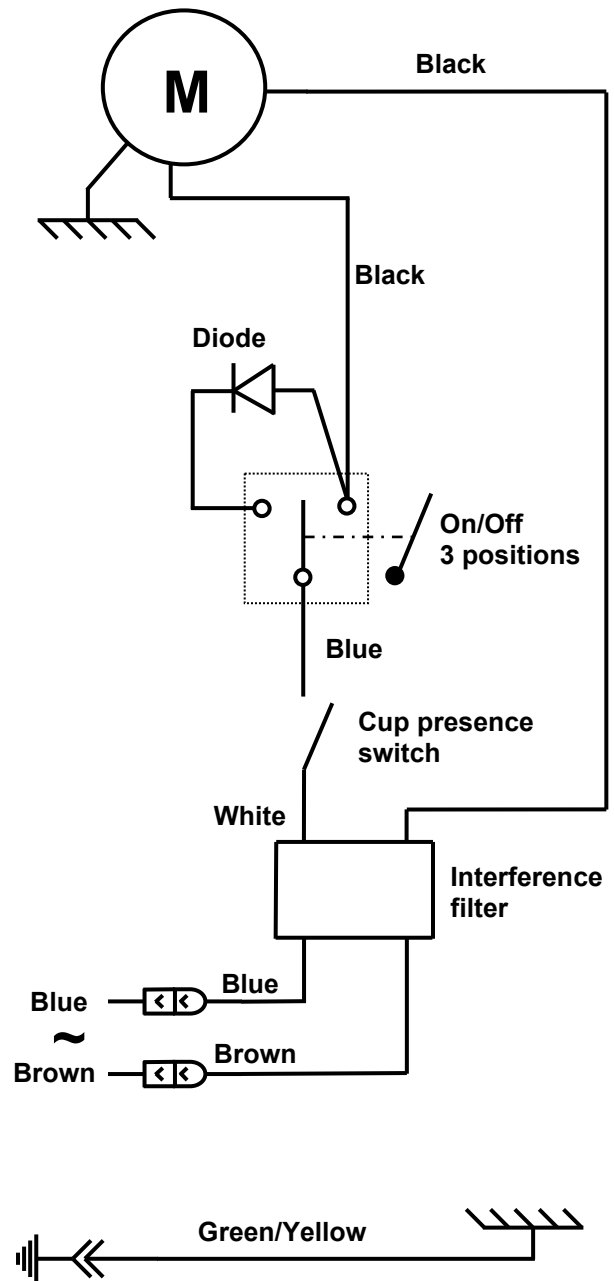 M
Black
Black
Diode
On/Off
3 positions
Blue
Cup presence
switch
White
Interference
filter
Blue
Blue
~
Brown
Brown
Green/Yellow